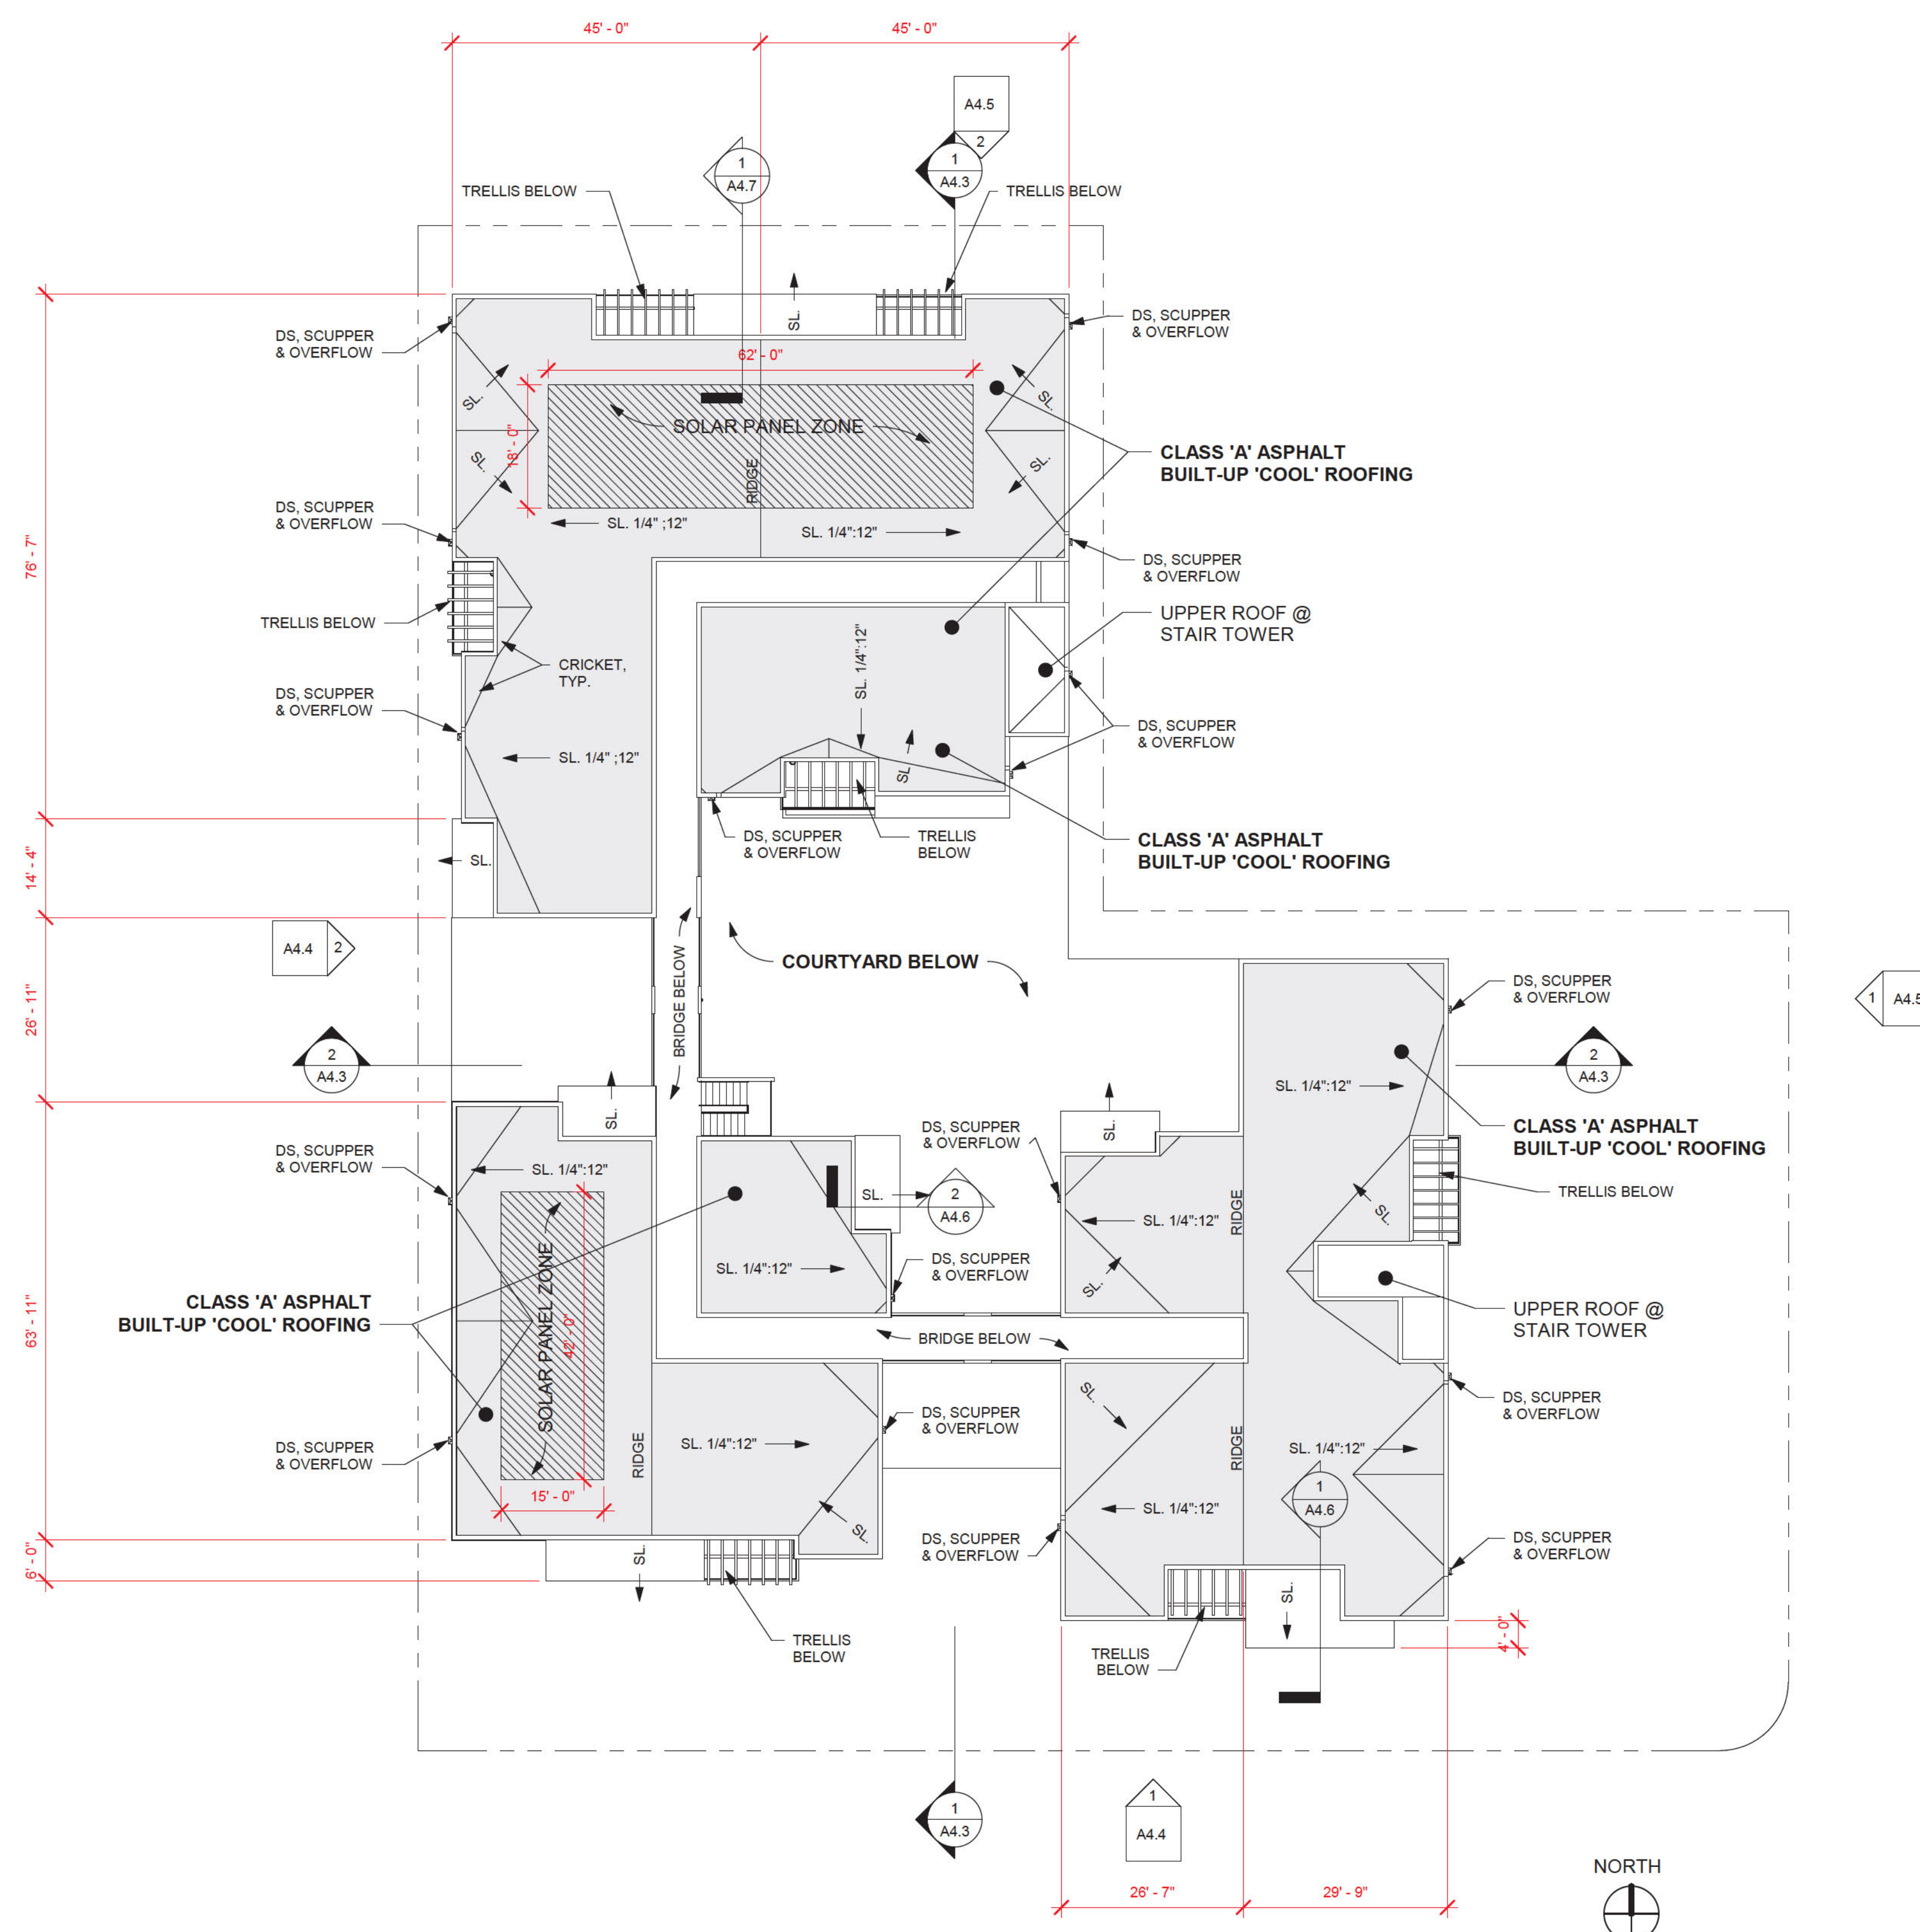 45' - 0"
45' - 0"
A4.5
2
1
A4.7
1
A4.3
TRELLIS BELOW
TRELLIS BELOW
SL.
DS, SCUPPER
& OVERFLOW
DS, SCUPPER
& OVERFLOW
62' - 0"
SL.
SL.
18' - 0"
SOLAR PANEL ZONE
RIDGE
SL.
SL.
CLASS 'A' ASPHALT
BUILT-UP 'COOL' ROOFING
DS, SCUPPER
& OVERFLOW
SL. 1/4" ;12"
SL. 1/4":12"
76' - 7"
DS, SCUPPER
& OVERFLOW
TRELLIS BELOW
UPPER ROOF @
STAIR TOWER
CRICKET,
TYP.
SL. 1/4":12"
DS, SCUPPER
& OVERFLOW
DS, SCUPPER
& OVERFLOW
SL. 1/4" ;12"
SL
DS, SCUPPER
& OVERFLOW
TRELLIS
BELOW
CLASS 'A' ASPHALT
BUILT-UP 'COOL' ROOFING
14' - 4"
SL.
A4.4
2
COURTYARD BELOW
BRIDGE BELOW
DS, SCUPPER
& OVERFLOW
1
A4.5
26' - 11"
2
A4.3
SL. 1/4":12"
2
A4.3
SL.
SL.
DS, SCUPPER
& OVERFLOW
CLASS 'A' ASPHALT
BUILT-UP 'COOL' ROOFING
DS, SCUPPER
& OVERFLOW
SL. 1/4":12"
SL.
2
A4.6
TRELLIS BELOW
SL. 1/4":12"
RIDGE
SL.
SOLAR PANEL ZONE
42' - 0"
SL. 1/4":12"
DS, SCUPPER
& OVERFLOW
SL.
CLASS 'A' ASPHALT
BUILT-UP 'COOL' ROOFING
63' - 11"
UPPER ROOF @
STAIR TOWER
BRIDGE BELOW
SL.
DS, SCUPPER
& OVERFLOW
DS, SCUPPER
& OVERFLOW
DS, SCUPPER
& OVERFLOW
RIDGE
SL. 1/4":12"
RIDGE
SL. 1/4":12"
15' - 0"
1
A4.6
SL. 1/4":12"
SL.
DS, SCUPPER
& OVERFLOW
DS, SCUPPER
& OVERFLOW
6' - 0"
SL.
SL.
TRELLIS
BELOW
TRELLIS
BELOW
4' - 0"
1
A4.3
1
A4.4
NORTH
26' - 7"
29' - 9"